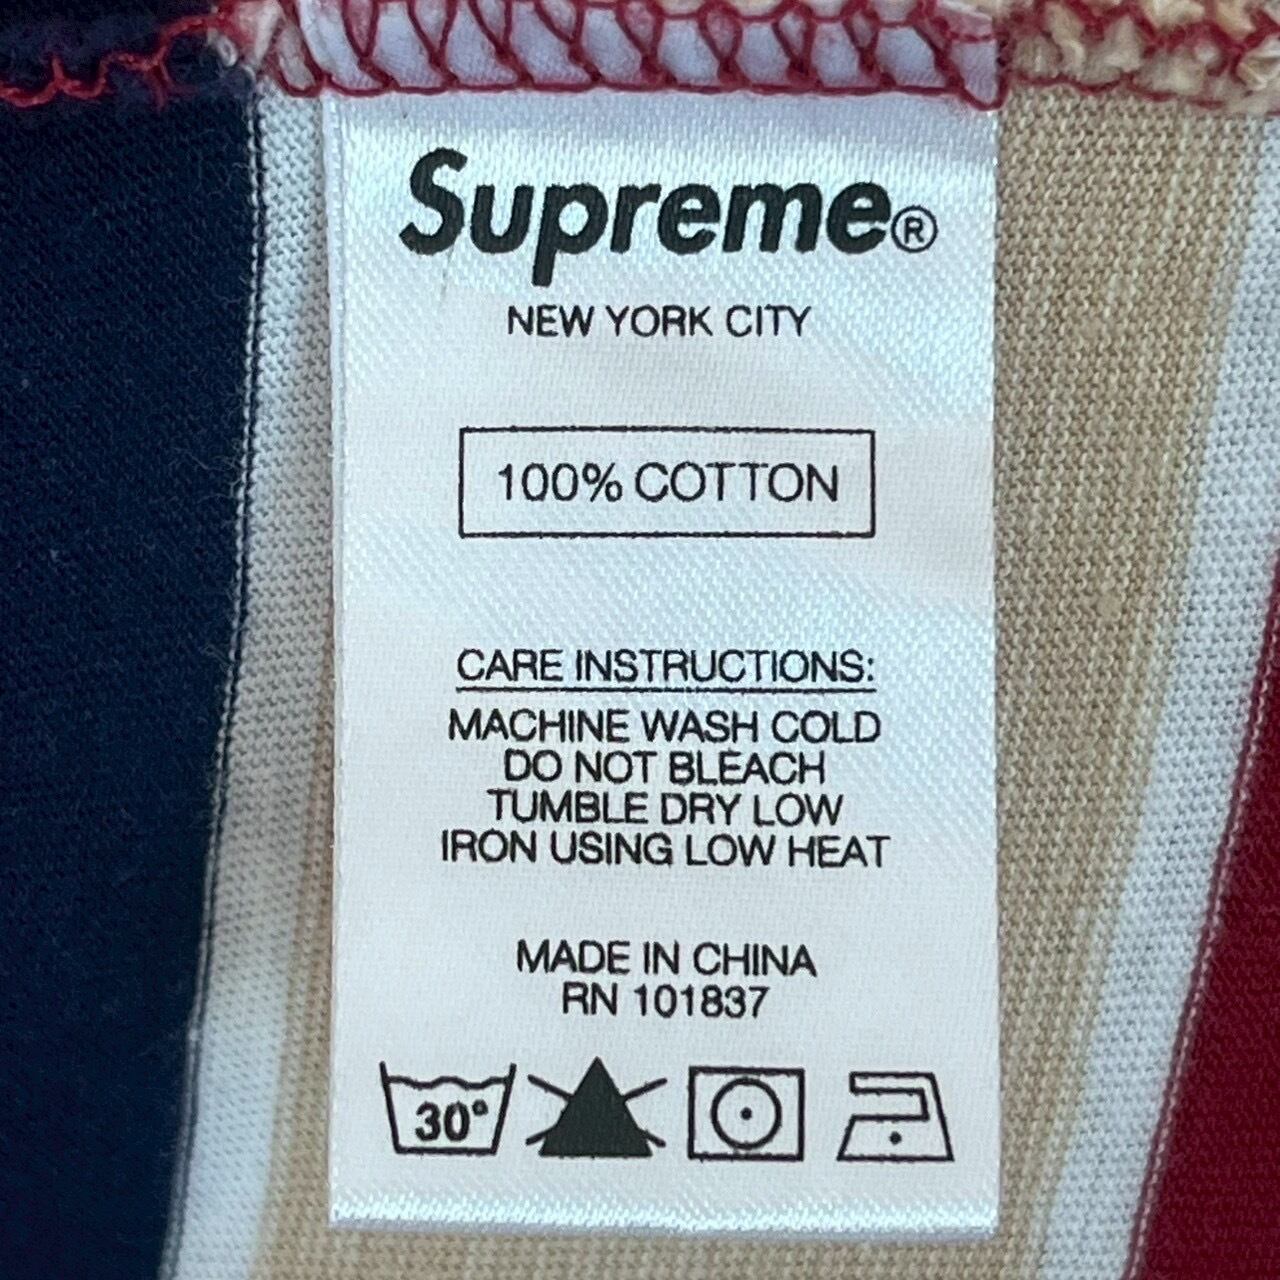 Supreme®
NEW YORK CITY
100% COTTON
CARE INSTRUCTIONS:
MACHINE WASH COLD
DO NOT BLEACH
TUMBLE DRY LOW
IRON USING LOW HEAT
MADE IN CHINA
RN 101837
30°